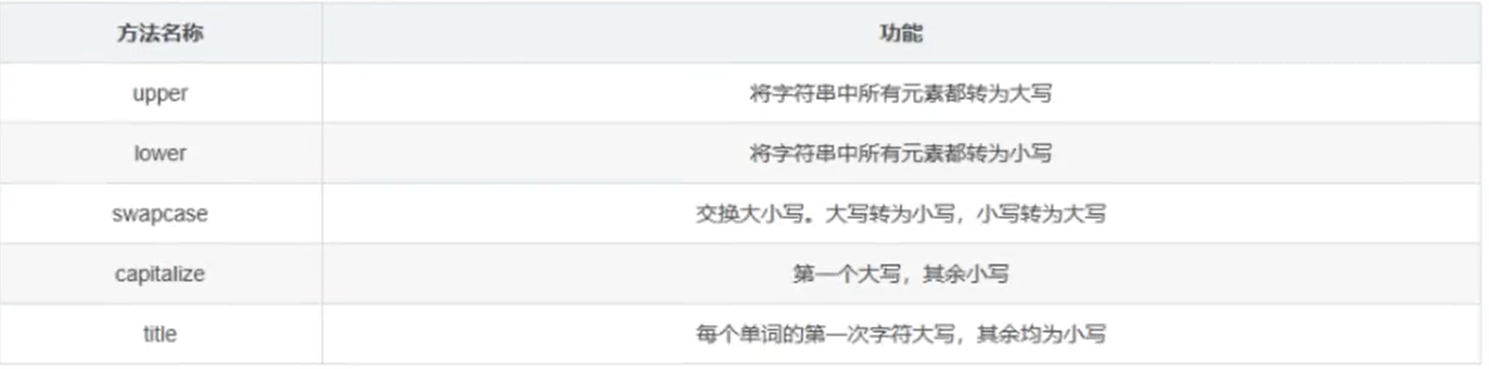 方法名称 功能
upper 将字符串中所有元素都转为大写
lower 将字符串中所有元素都转为小写
swapcase 交换大小写。大写转为小写，小写转为大写
capitalize 第一个大写，其余小写
title 每个单词的第一次字符大写，其余均为小写